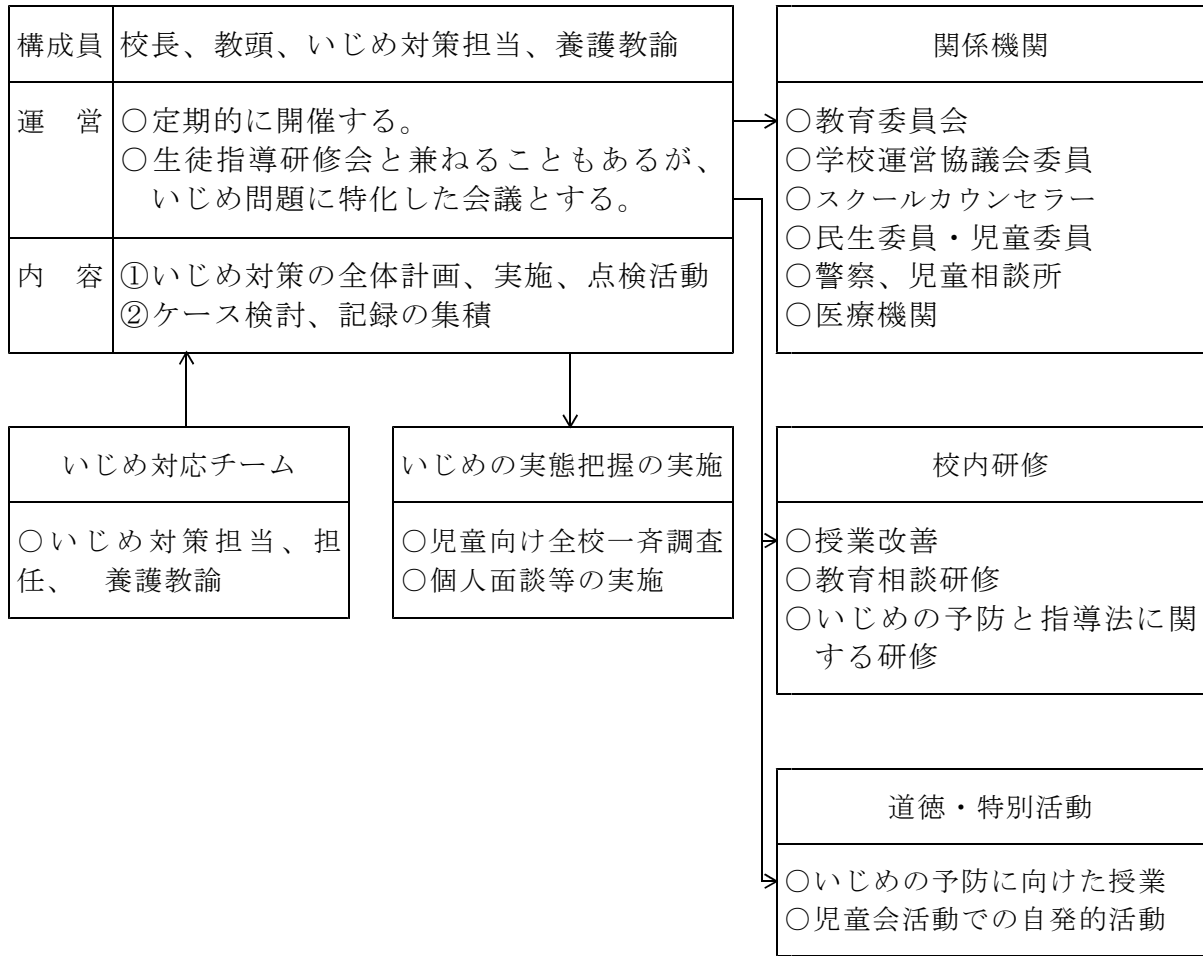 構成員 校長、教頭、いじめ対策担当、養護教諭
運　営 ○定期的に開催する。
○生徒指導研修会と兼ねることもあるが、
いじめ問題に特化した会議とする。
内　容 ①いじめ対策の全体計画、実施、点検活動
②ケース検討、記録の集積
関係機関
○教育委員会
○学校運営協議会委員
○スクールカウンセラー
○民生委員・児童委員
○警察、児童相談所
○医療機関
いじめ対応チーム
○いじめ対策担当、担
任、　養護教諭
いじめの実態把握の実施
○児童向け全校一斉調査
○個人面談等の実施
校内研修
○授業改善
○教育相談研修
○いじめの予防と指導法に関
する研修
道徳・特別活動
○いじめの予防に向けた授業
○児童会活動での自発的活動